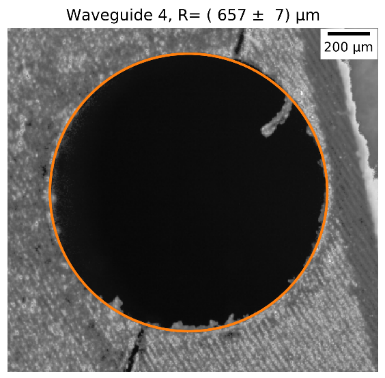 Waveguide 4, R= ( 657 ± 7) μm
200 μm